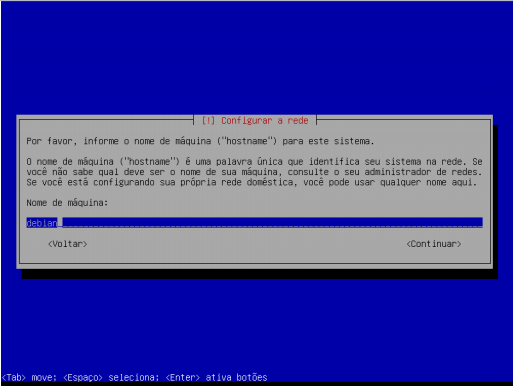 [!] Configurar a rede
Por favor, informe o nome de máquina ("hostname") para este sistema.
O nome de máquina ("hostname") é uma palavra única que identifica seu sistema na rede. Se
você não sabe qual deve ser o nome de sua máquina, consulte o seu administrador de redes.
Se você está configurando sua própria rede doméstica, você pode usar qualquer nome aqui.
Nome de máquina:
debian
<Voltar> <Continuar>
<Tab> move; <Espaço> seleciona; <Enter> ativa botões